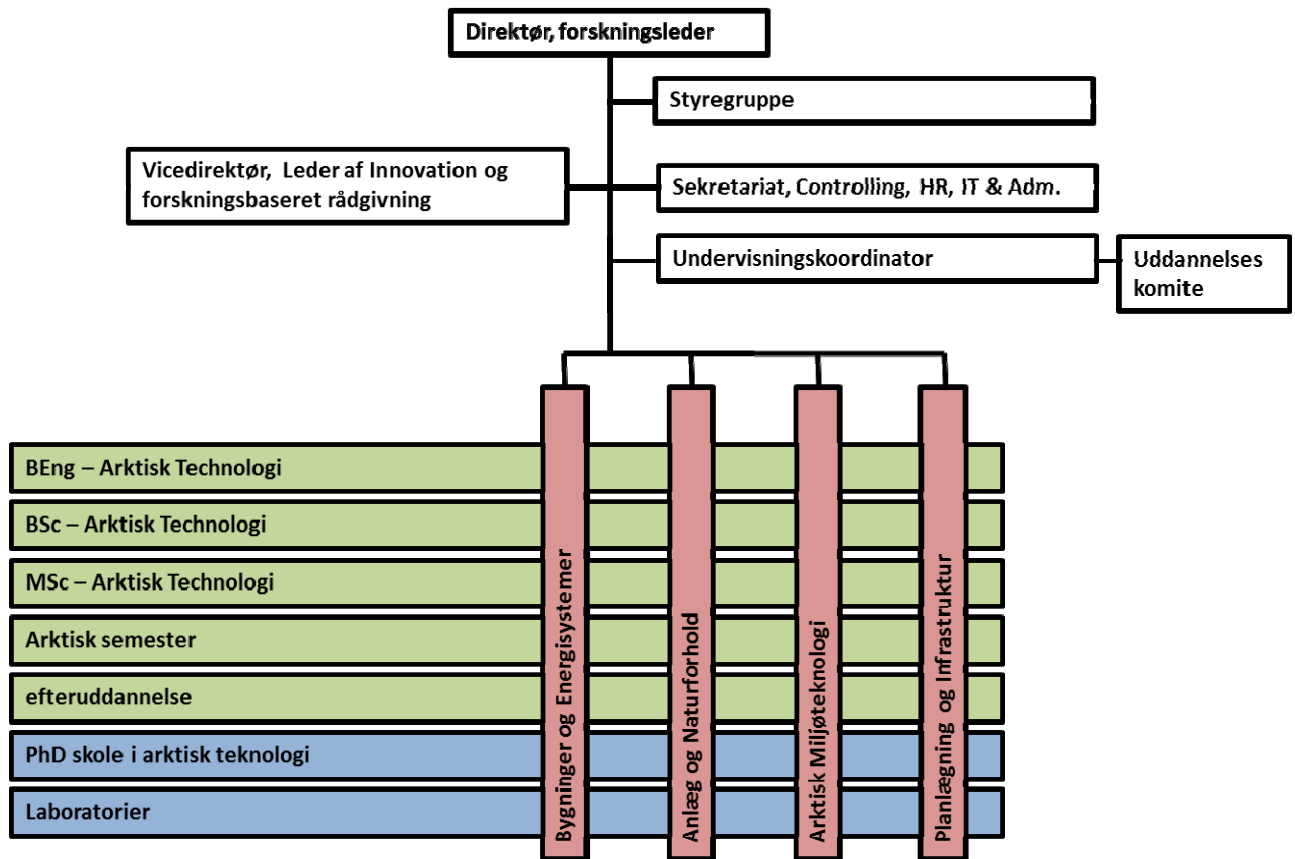 Direktør, forskningsleder
Styregruppe
Vicedirektør, Leder af Innovation og
forskningsbaseret rådgivning
Sekretariat, Controlling, HR, IT & Adm.
Undervisningskoordinator
Uddannelses
komite
BEng – Arktisk Technologi
BSc – Arktisk Technologi
MSc – Arktisk Technologi
Arktisk semester
efteruddannelse
PhD skole i arktisk teknologi
Laboratorier
Bygninger og Energisystemer
Anlæg og Naturforhold
Arktisk Miljøteknologi
Planlægning og Infrastruktur